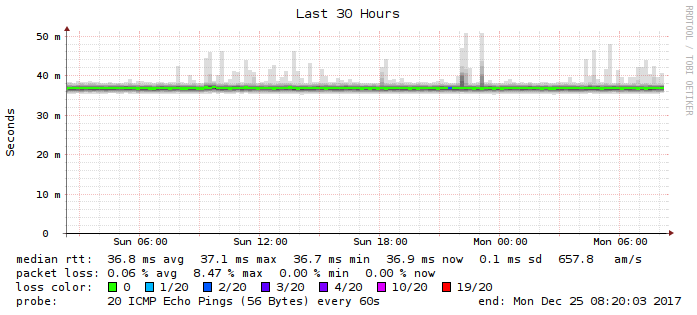 Last 30 Hours
RRDTOOL / TOBI OETIKER
Seconds
50 m
40 m
30 m
20 m
10 m
0
Sun 06:00 Sun 12:00 Sun 18:00 Mon 00:00 Mon 06:00
median rtt: 36.8 ms avg 37.1 ms max 36.7 ms min 36.9 ms now 0.1 ms sd 657.8 am/s
packet loss: 0.06 % avg 8.47 % max 0.00 % min 0.00 % now
loss color: 0 1/20 2/20 3/20 4/20 10/20 19/20
probe: 20 ICMP Echo Pings (56 Bytes) every 60s end: Mon Dec 25 08:20:03 2017